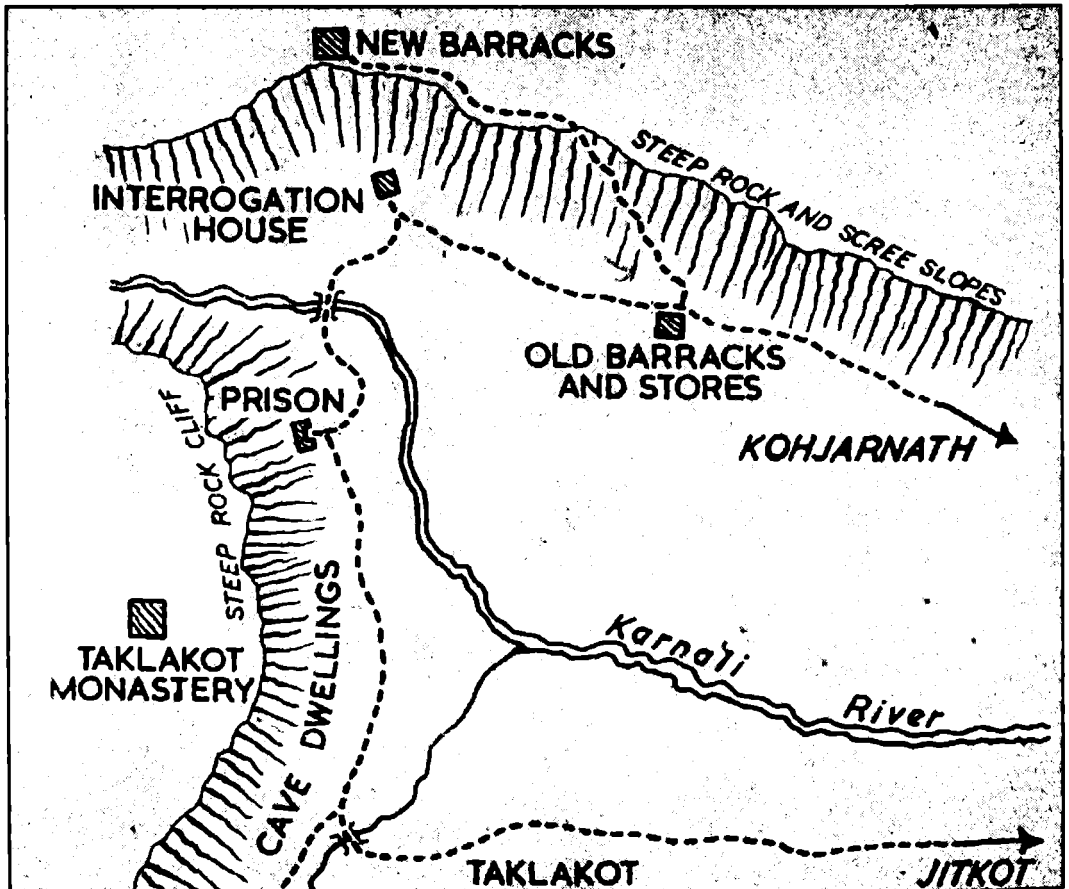 NEW BARRACKS
STEEP ROCK AND SCREE SLOPES
INTERROGATION
HOUSE
OLD BARRACKS
AND STORES
PRISON
KOHJARNATH
STEEP ROCK CLIFF
CAVE DWELLINGS
TAKLAKOT
MONASTERY
Karnali
River
TAKLAKOT
JITKOT